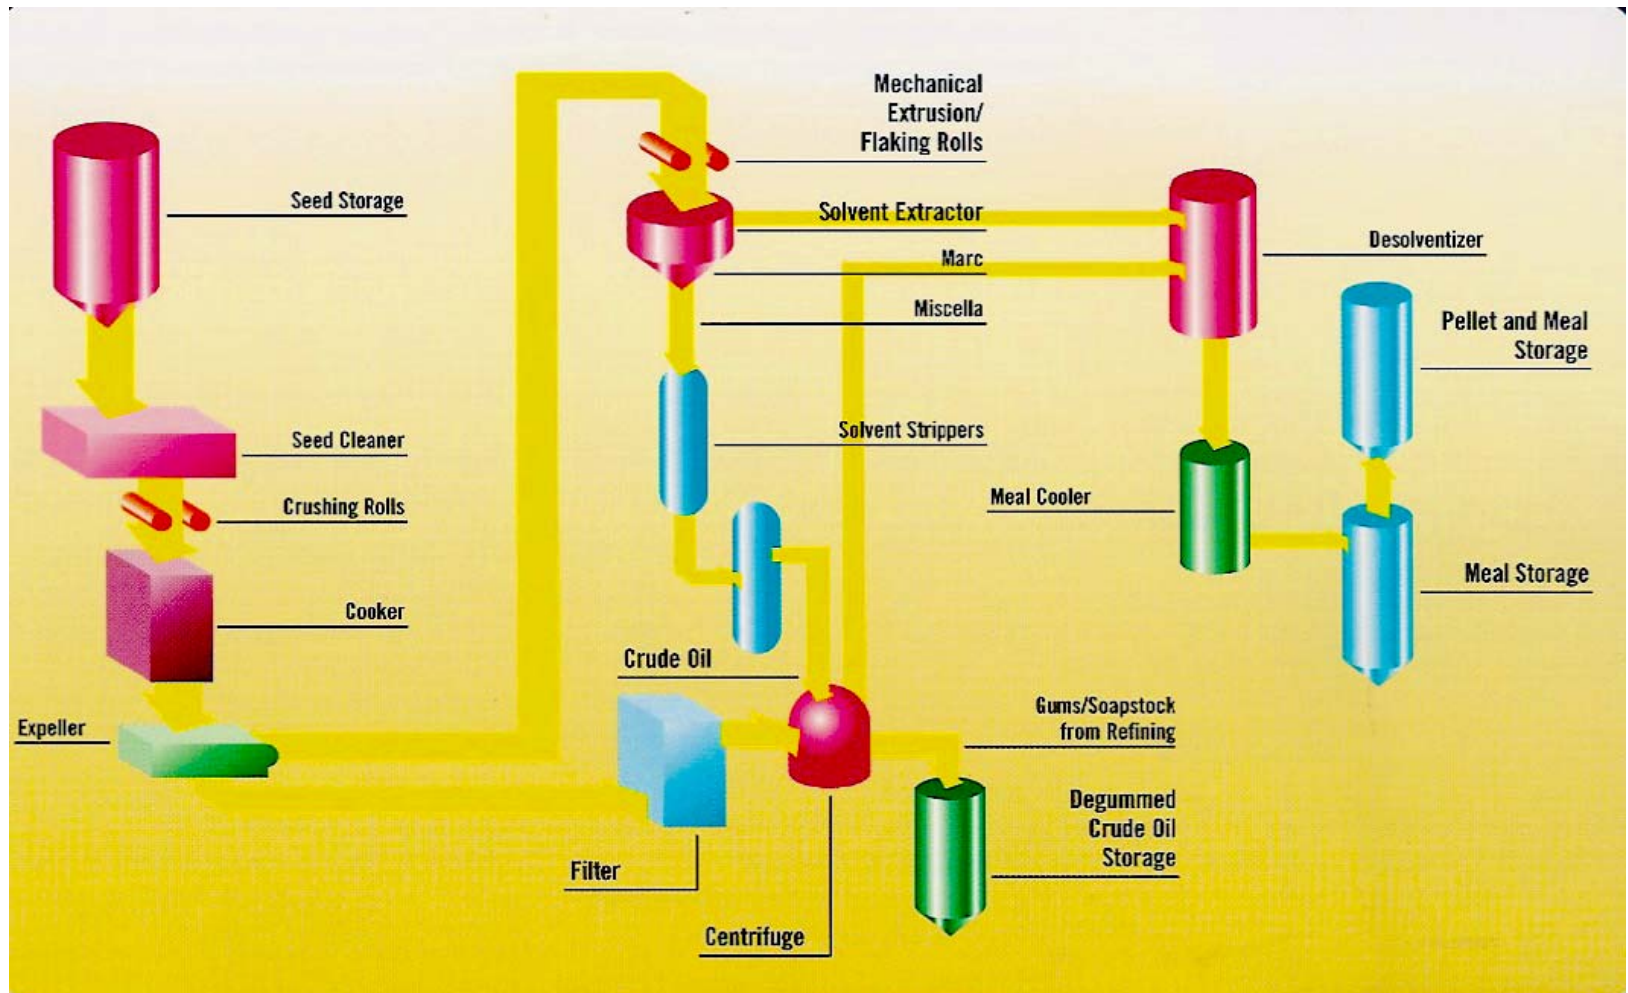 Mechanical
Extrusion/
Flaking Rolls
Seed Storage
Solvent Extractor
Desolventizer
Marc
Miscella
Pellet and Meal
Storage
Seed Cleaner
Solvent Strippers
Crushing Rolls
Meal Cooler
Meal Storage
Cooker
Crude Oil
Expeller
Gums/Soapstock
from Refining
Degummed
Crude Oil
Storage
Filter
Centrifuge